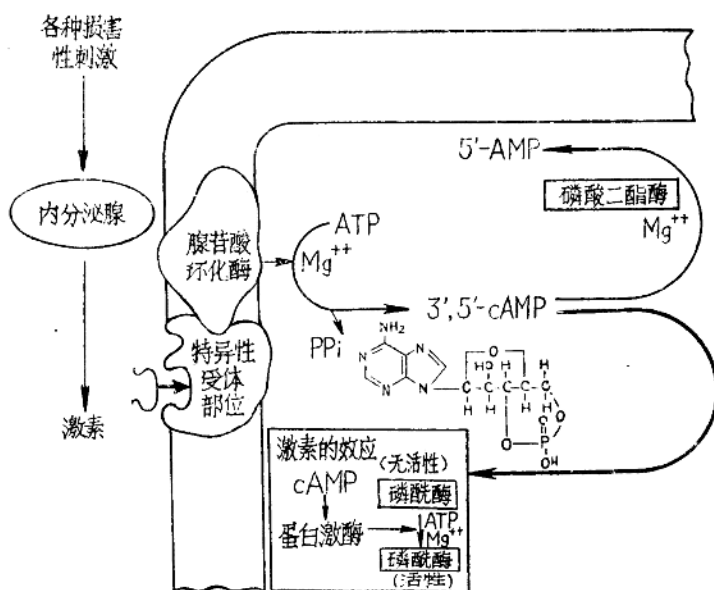 各种损害
性刺激
内分泌腺
激素
腺苷酸
环化酶
特异性
受体
部位
ATP
Mg++
PPi
3',5'-cAMP
5'-AMP
磷酸二酯酶
Mg++
NH₂
N
N
N
N
O
HO H
C C C C C
H H H H
O
O
O
P
O
OH
激素的效应
(无活性)
cAMP
磷酰酶
蛋白激酶
ATP
Mg++
磷酰酶
(活性)